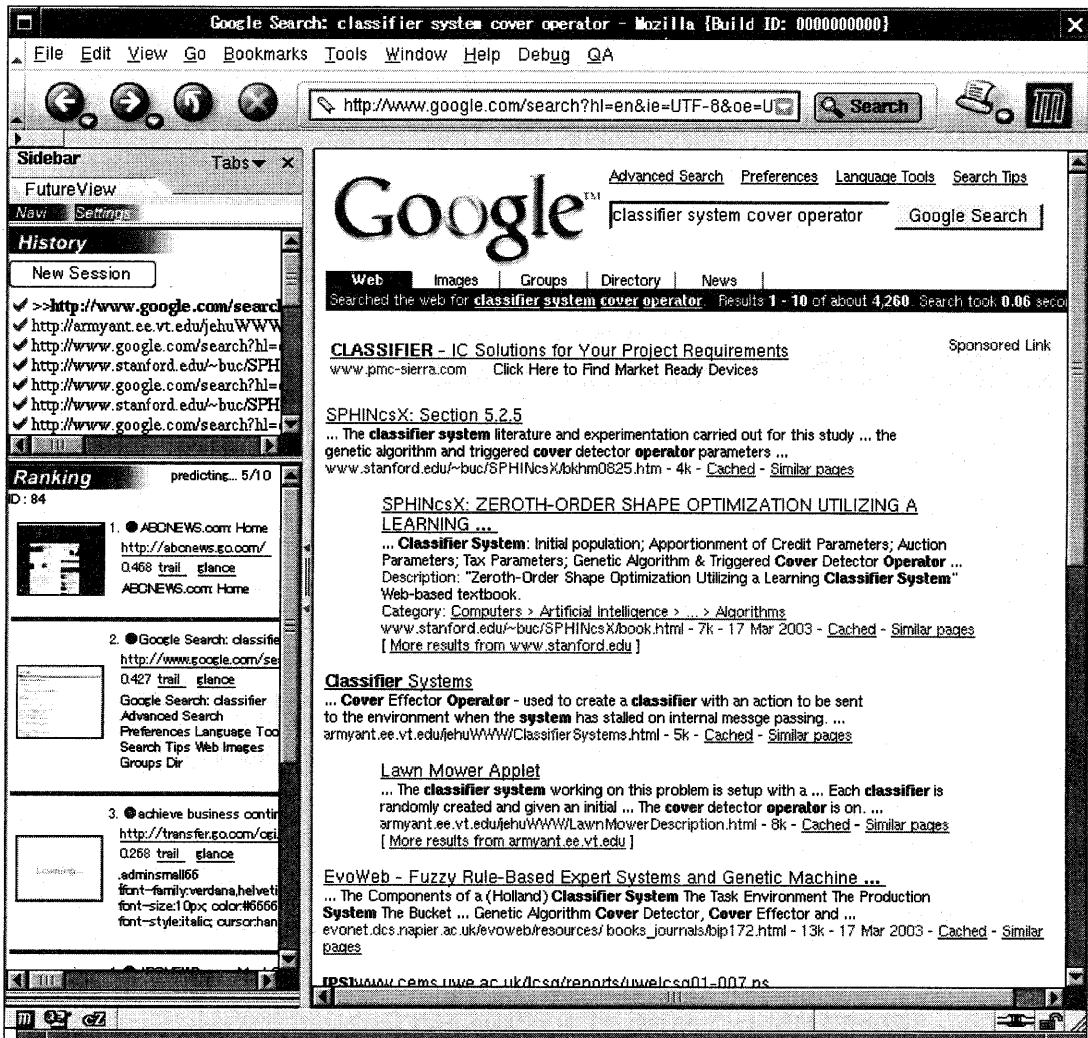 Google Search: classifier system cover operator - Mozilla {Build ID: 0000000000}
File Edit View Go Bookmarks Tools Window Help Debug QA
http://www.google.com/search?hl=en&ie=UTF-8&oe=U
Search
Sidebar Tabs
FutureView
Navi Settings
History
New Session
>>http://www.google.com/search
http://armyant.ee.vt.edu/jehuWWW
http://www.google.com/search?hl=
http://www.stanford.edu/~buc/SPH
http://www.google.com/search?hl=
http://www.stanford.edu/~buc/SPH
http://www.google.com/search?hl=
Ranking predicting... 5/10
ID : 84
1. ABCNEWS.com: Home
http://abcnews.go.com/
0.468 trail glance
ABCNEWS.com: Home
2. Google Search: classifie
http://www.google.com/sea
0.427 trail glance
Google Search: classifier
Advanced Search
Preferences Language Too
Search Tips Web Images
Groups Dir
3. achieve business contin
http://transfer.go.com/cgi
0.268 trail glance
Loading...
.adminsmall66
font-family:verdana,helveti
font-size:10px; color:#6666
font-style:italic; cursor:han
Google™
Advanced Search Preferences Language Tools Search Tips
classifier system cover operator Google Search
Web Images Groups Directory News
Searched the web for classifier system cover operator. Results 1 - 10 of about 4,260. Search took 0.06 seco
CLASSIFIER - IC Solutions for Your Project Requirements Sponsored Link
www.pmc-sierra.com Click Here to Find Market Ready Devices
SPHINcsX: Section 5.2.5
... The classifier system literature and experimentation carried out for this study ... the
genetic algorithm and triggered cover detector operator parameters ...
www.stanford.edu/~buc/SPHINcsX/bkhm0825.htm - 4k - Cached - Similar pages
SPHINcsX: ZEROTH-ORDER SHAPE OPTIMIZATION UTILIZING A
LEARNING ...
... Classifier System: Initial population; Apportionment of Credit Parameters; Auction
Parameters; Tax Parameters; Genetic Algorithm & Triggered Cover Detector Operator ...
Description: "Zeroth-Order Shape Optimization Utilizing a Learning Classifier System"
Web-based textbook.
Category: Computers > Artificial Intelligence > ... > Algorithms
www.stanford.edu/~buc/SPHINcsX/book.html - 7k - 17 Mar 2003 - Cached - Similar pages
[ More results from www.stanford.edu ]
Classifier Systems
... Cover Effector Operator - used to create a classifier with an action to be sent
to the environment when the system has stalled on internal messge passing. ...
armyant.ee.vt.edu/jehuWWW/ClassifierSystems.html - 5k - Cached - Similar pages
Lawn Mower Applet
... The classifier system working on this problem is setup with a ... Each classifier is
randomly created and given an initial ... The cover detector operator is on. ...
armyant.ee.vt.edu/jehuWWW/LawnMowerDescription.html - 8k - Cached - Similar pages
[ More results from armyant.ee.vt.edu ]
EvoWeb - Fuzzy Rule-Based Expert Systems and Genetic Machine ...
... The Components of a (Holland) Classifier System The Task Environment The Production
System The Bucket ... Genetic Algorithm Cover Detector, Cover Effector and ...
evonet.dcs.napier.ac.uk/evoweb/resources/ books_journals/bip172.html - 13k - 17 Mar 2003 - Cached - Similar
pages
[PS]www.cems.uwe.ac.uk/lcsg/reports/uwelcsg01-007.ps